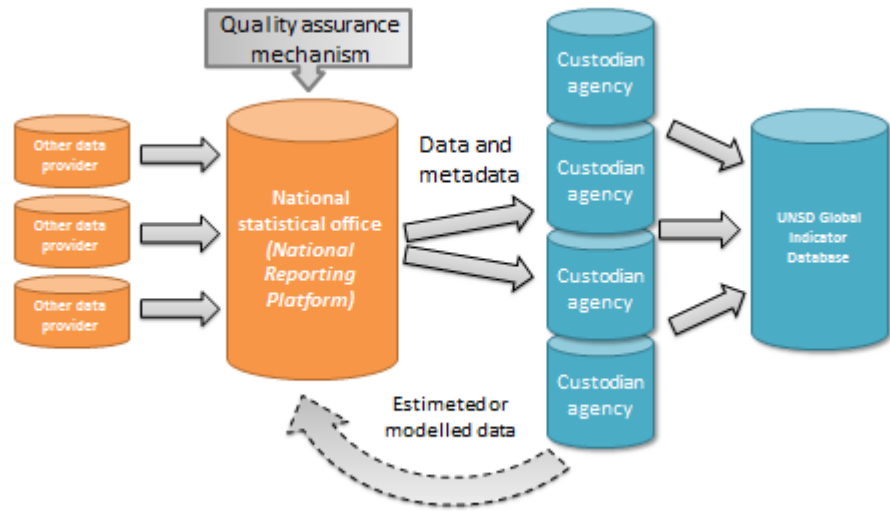 Quality assurance
mechanism
Other data
provider
Other data
provider
Other data
provider
National
statistical office
(National
Reporting
Platform)
Data and
metadata
Estimeted or
modelled data
Custodian
agency
Custodian
agency
Custodian
agency
Custodian
agency
UNSD Global
Indicator
Database